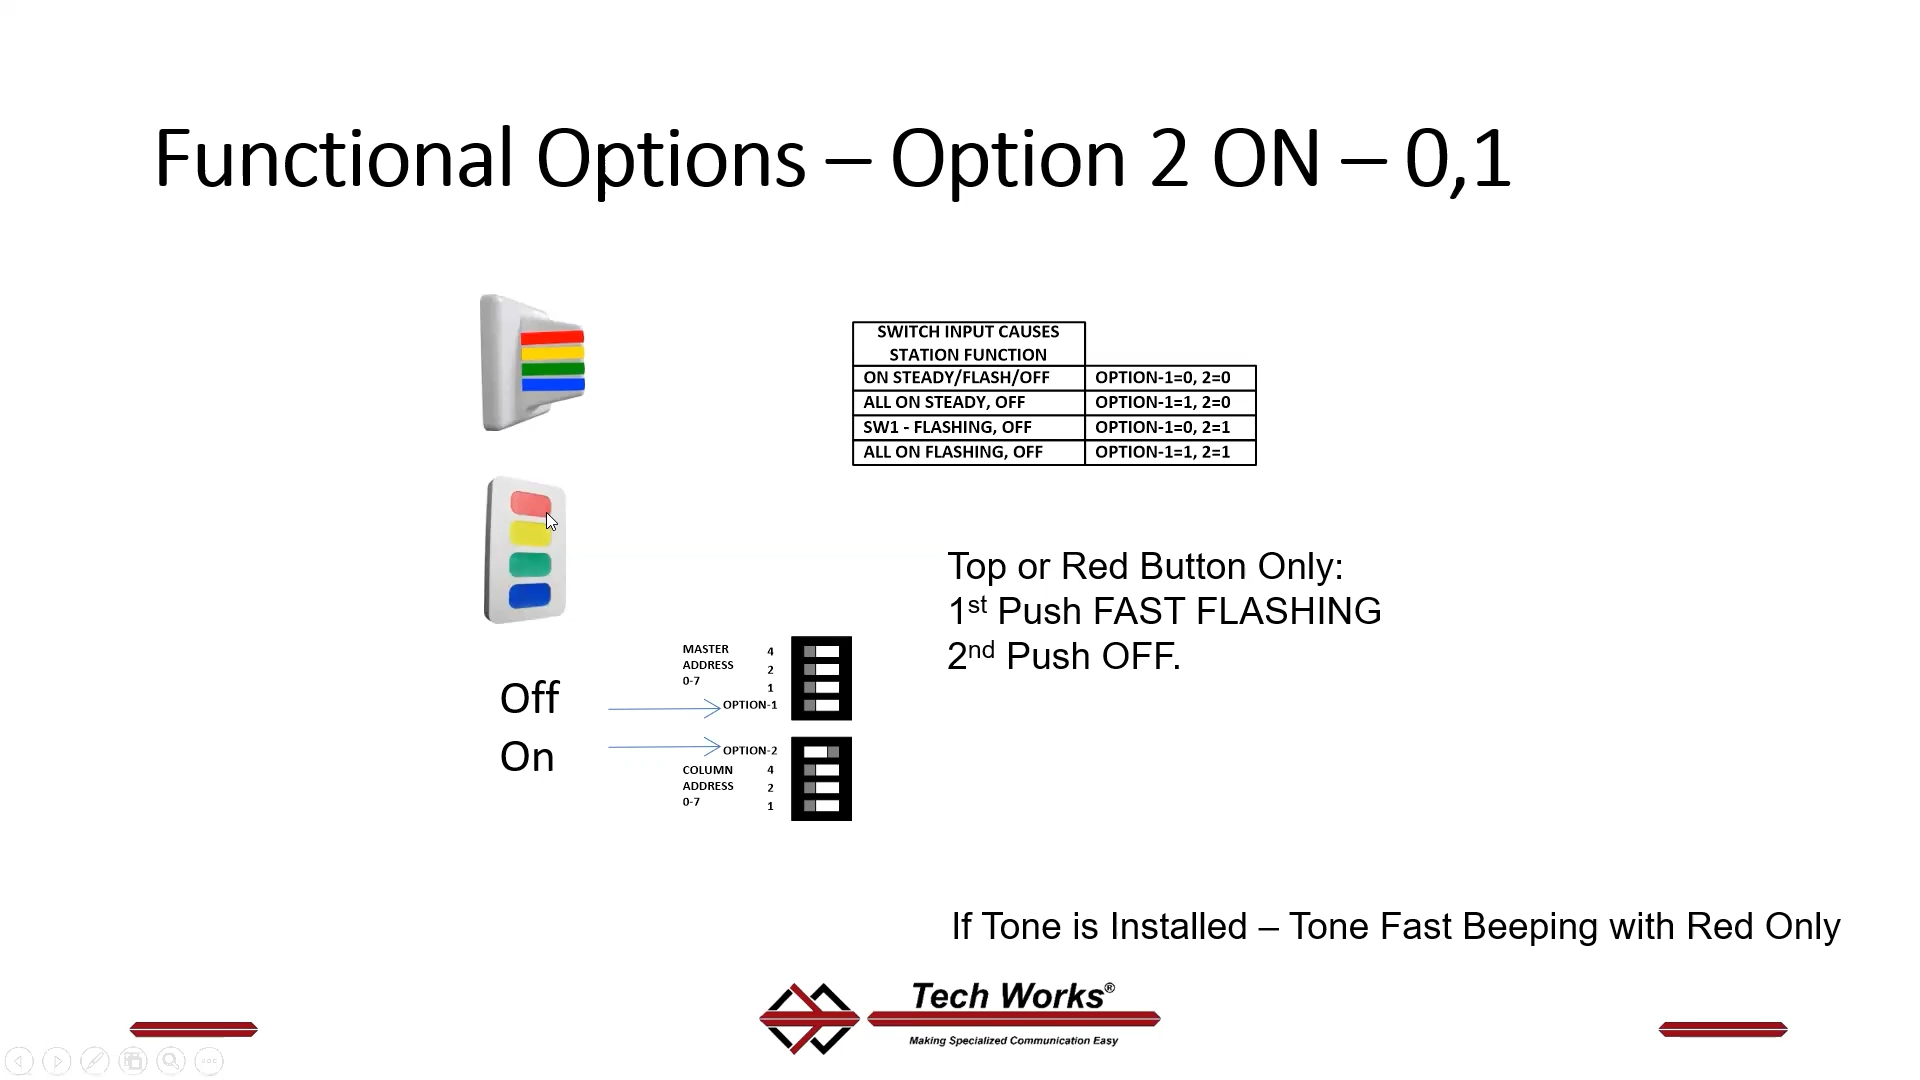 Functional Options – Option 2 ON – 0,1
SWITCH INPUT CAUSES
STATION FUNCTION
ON STEADY/FLASH/OFF OPTION-1=0, 2=0
ALL ON STEADY, OFF OPTION-1=1, 2=0
SW1 - FLASHING, OFF OPTION-1=0, 2=1
ALL ON FLASHING, OFF OPTION-1=1, 2=1
Top or Red Button Only:
1st Push FAST FLASHING
2nd Push OFF.
MASTER 4
ADDRESS 2
0-7 1
Off OPTION-1
On OPTION-2
COLUMN 4
ADDRESS 2
0-7 1
If Tone is Installed – Tone Fast Beeping with Red Only
Tech Works®
Making Specialized Communication Easy